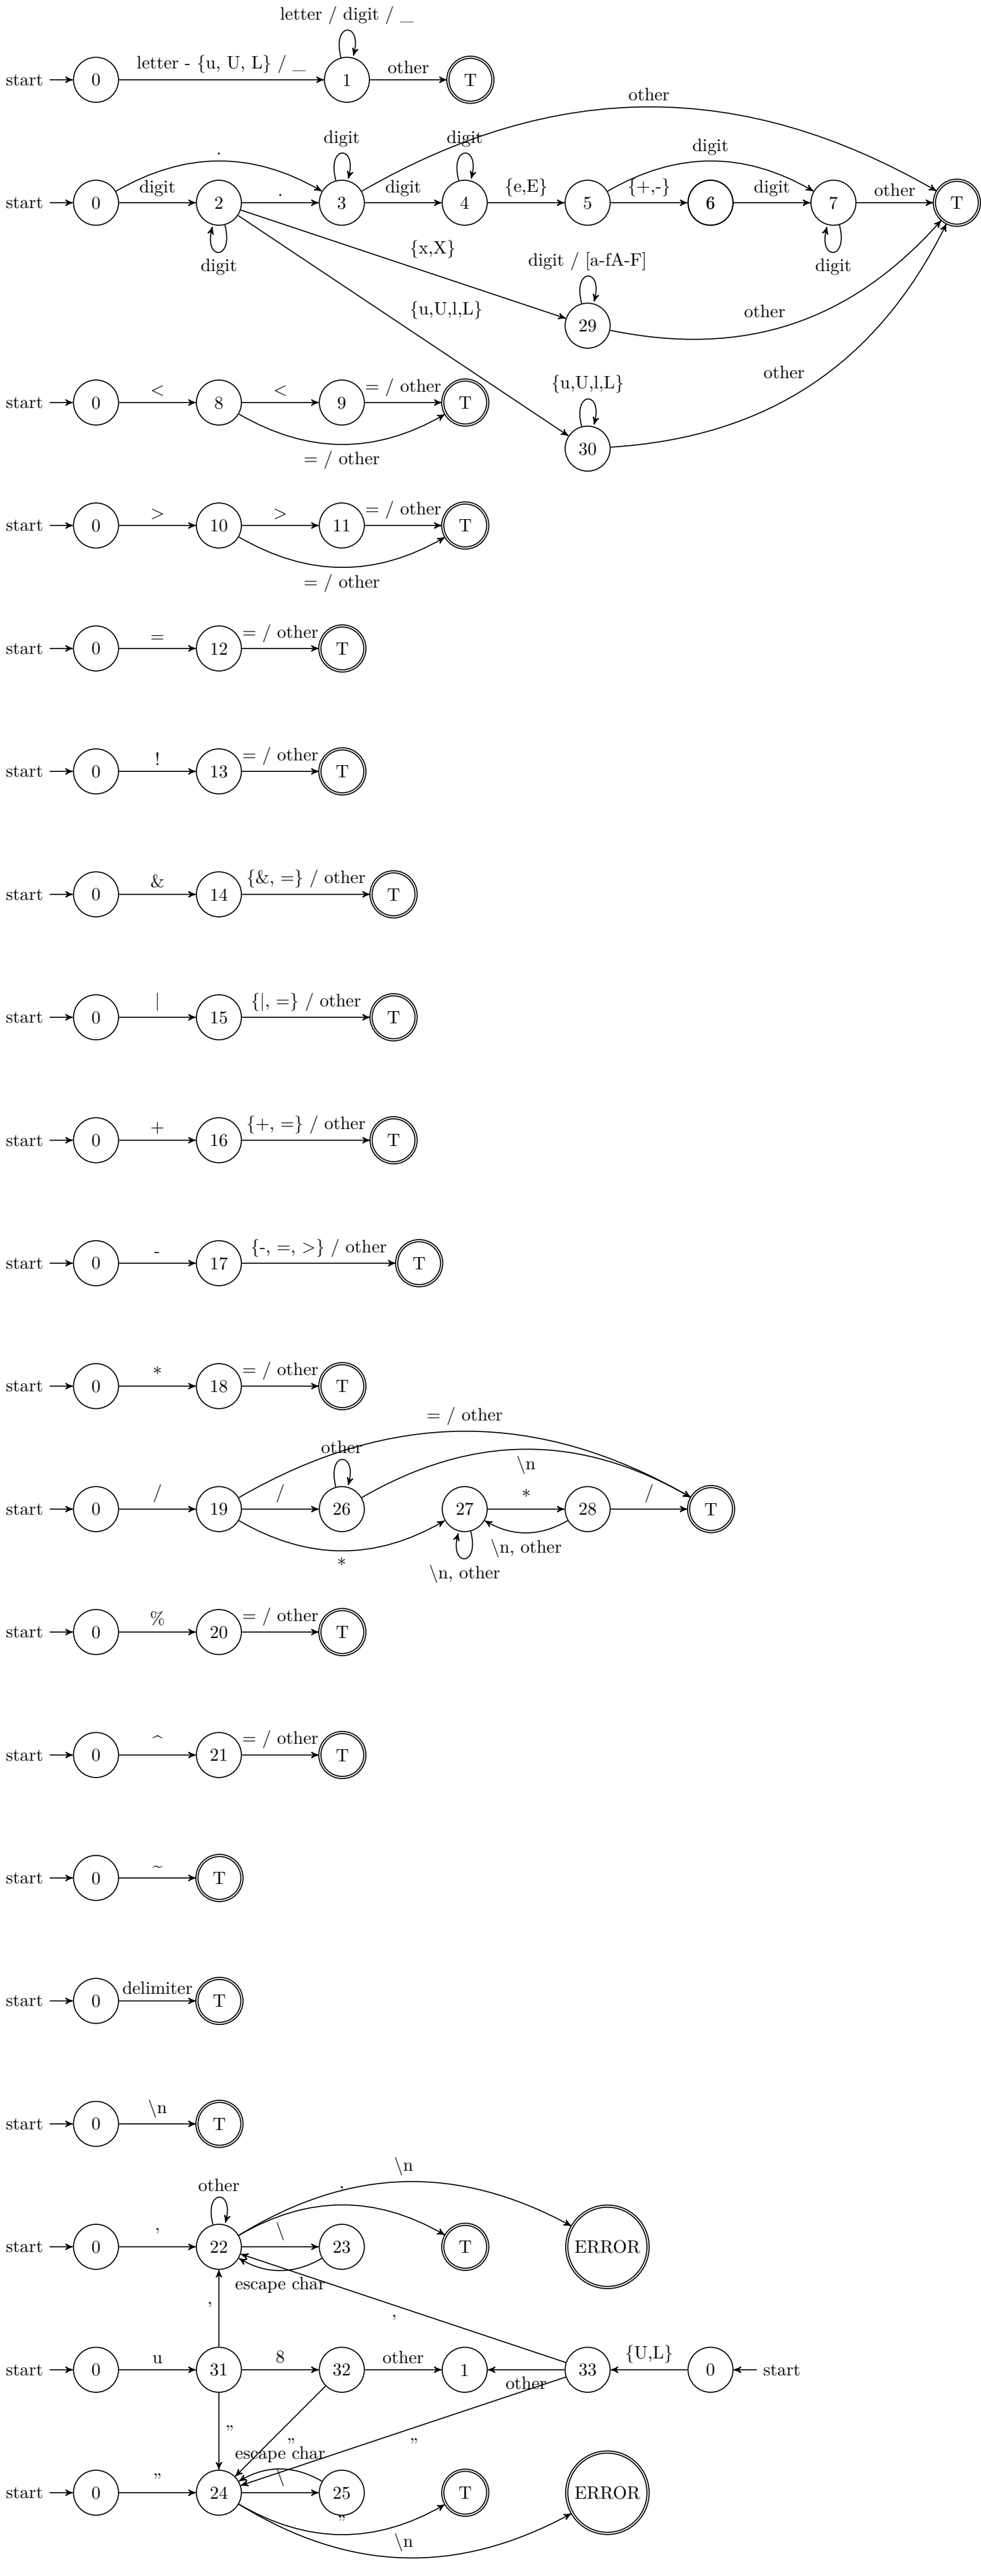 letter / digit / _
start 0 letter - {u, U, L} / _ 1 other T
other
. digit digit digit
start 0 digit 2 . 3 digit 4 {e,E} 5 {+,-} 6 digit 7 other T
digit {x,X} digit / [a-fA-F] digit
{u,U,l,L} 29 other
{u,U,l,L} other
start 0 < 8 < 9 = / other T
= / other 30
start 0 > 10 > 11 = / other T
= / other
start 0 = 12 = / other T
start 0 ! 13 = / other T
start 0 & 14 {&, =} / other T
start 0 | 15 {|, =} / other T
start 0 + 16 {+, =} / other T
start 0 - 17 {-, =, >} / other T
start 0 * 18 = / other T
= / other
other \n
start 0 / 19 / 26 27 * 28 / T
* \n, other \n, other
start 0 % 20 = / other T
start 0 ^ 21 = / other T
start 0 ~ T
start 0 delimiter T
start 0 \n T
\n
other ’
start 0 ’ 22 \ 23 T ERROR
escape char
’ ’
start 0 u 31 8 32 other 1 33 {U,L} 0 start
other
” ” ”
escape char
start 0 ” 24 \ 25 T ERROR
”
\n